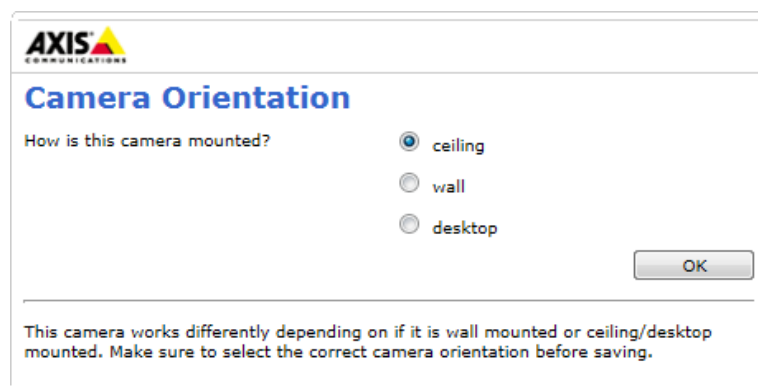 AXIS
COMMUNICATIONS
Camera Orientation
How is this camera mounted?
ceiling
wall
desktop
OK
This camera works differently depending on if it is wall mounted or ceiling/desktop
mounted. Make sure to select the correct camera orientation before saving.